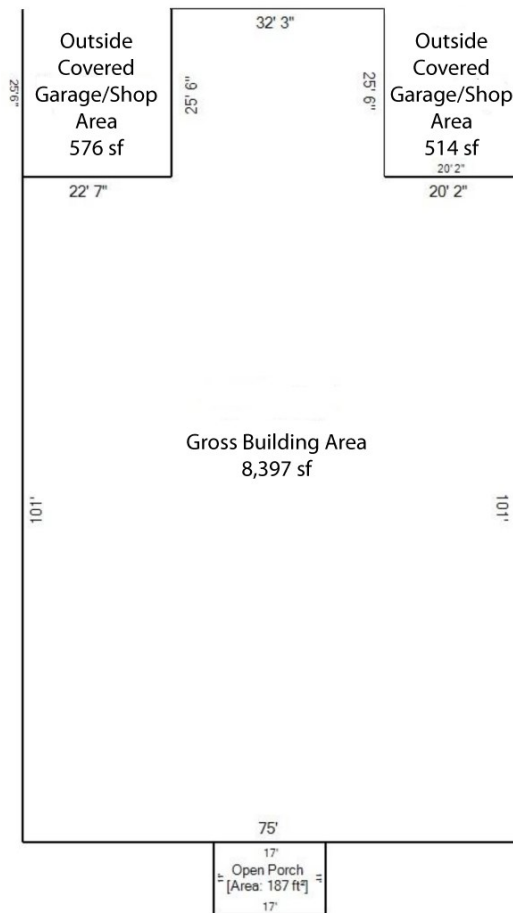 32' 3"
Outside
Covered
Garage/Shop
Area
576 sf
25'6"
25' 6"
25' 6"
Outside
Covered
Garage/Shop
Area
514 sf
20' 2"
22' 7"
20' 2"
Gross Building Area
8,397 sf
101'
101'
75'
17'
11'
Open Porch
11'
[Area: 187 ft²]
17'